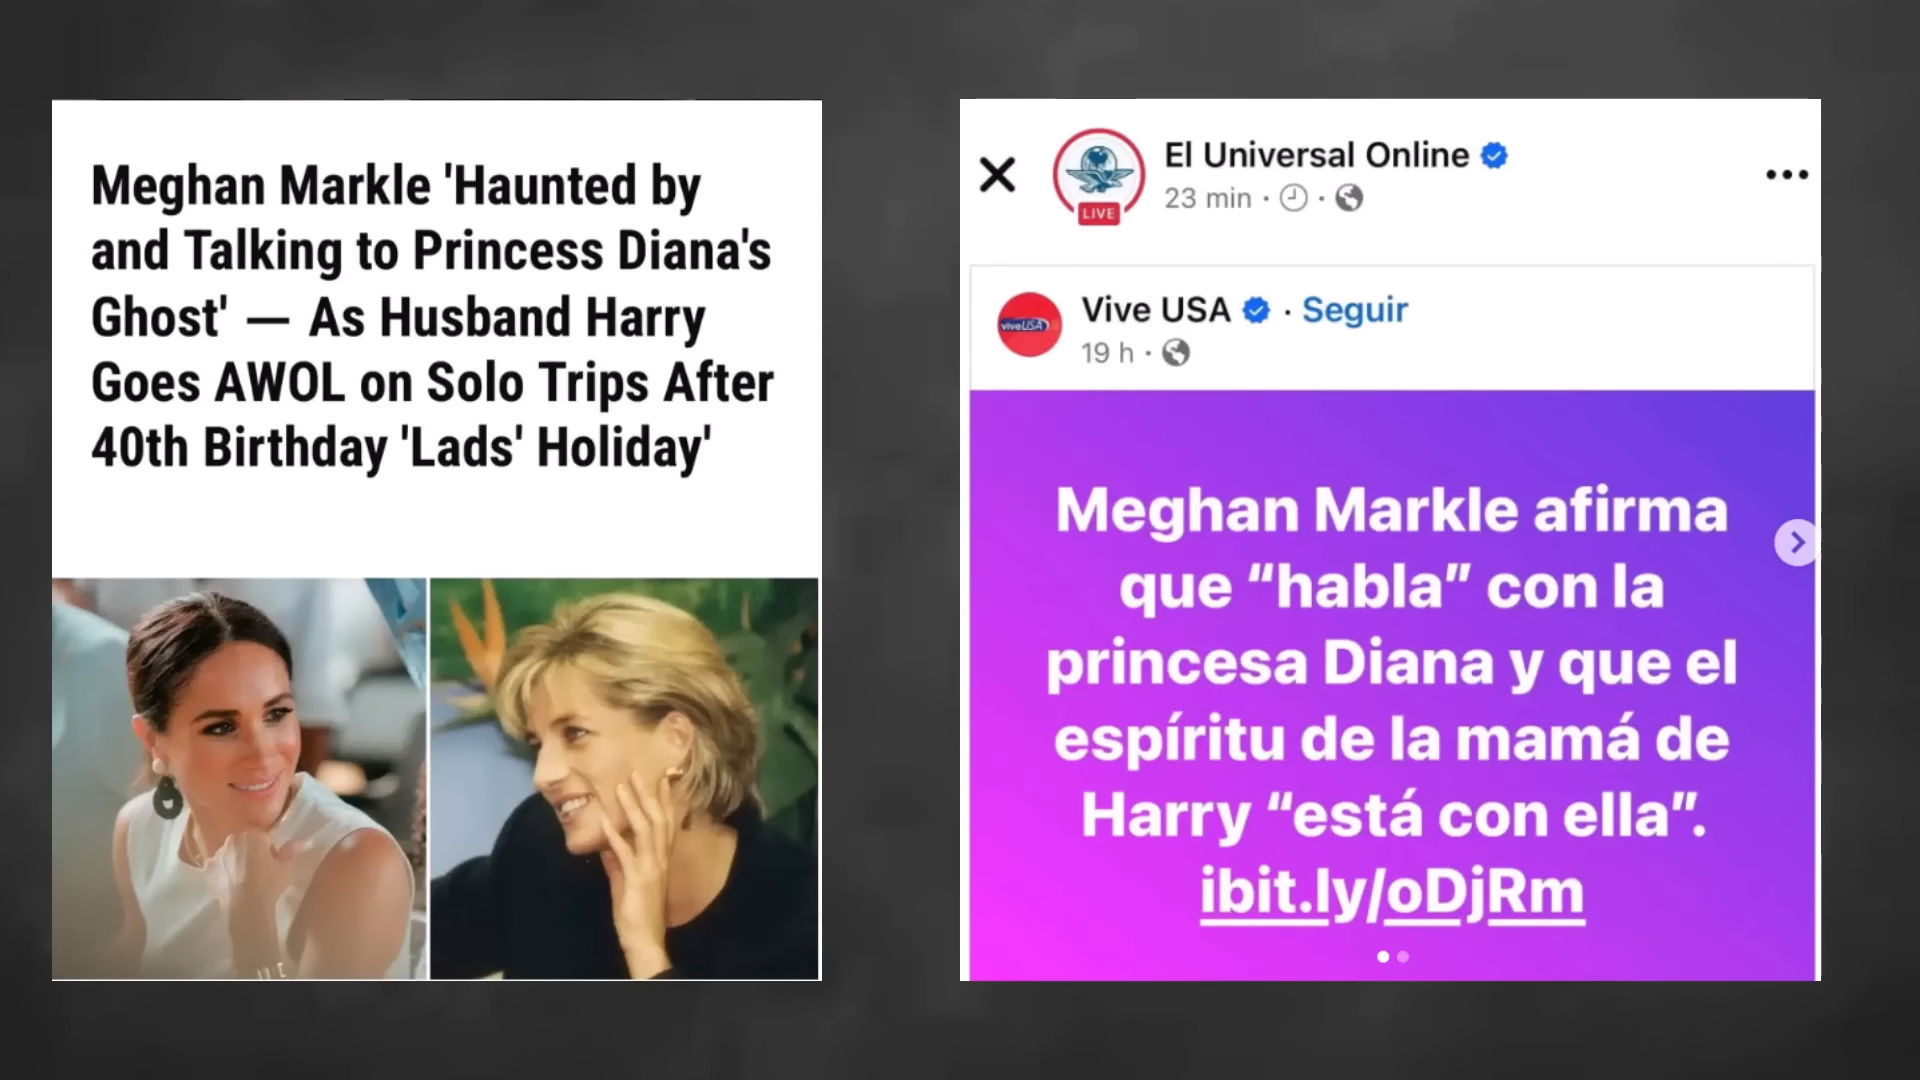 Meghan Markle 'Haunted by
and Talking to Princess Diana's
Ghost' — As Husband Harry
Goes AWOL on Solo Trips After
40th Birthday 'Lads' Holiday'
El Universal Online
23 min
LIVE
viveUSA
Vive USA · Seguir
19 h
Meghan Markle afirma
que “habla” con la
princesa Diana y que el
espíritu de la mamá de
Harry “está con ella”.
ibit.ly/oDjRm